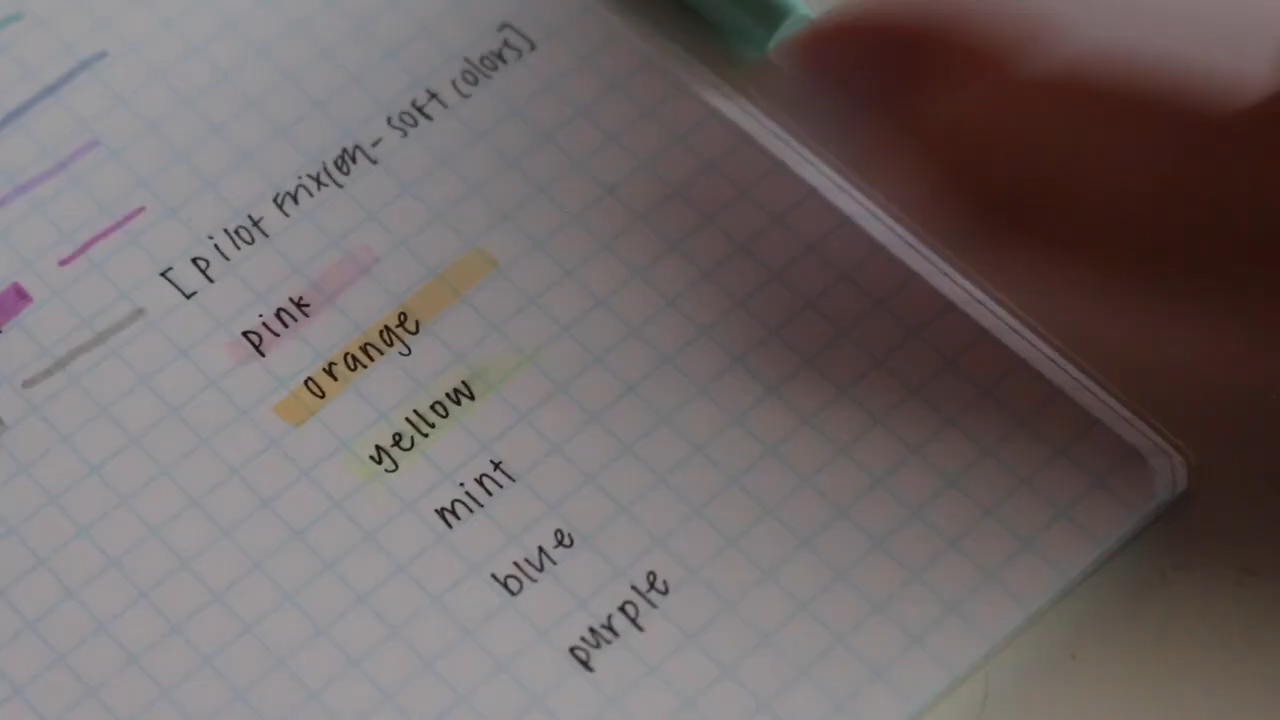 [pilot Frixion - soft colors]
pink
orange
yellow
mint
blue
purple